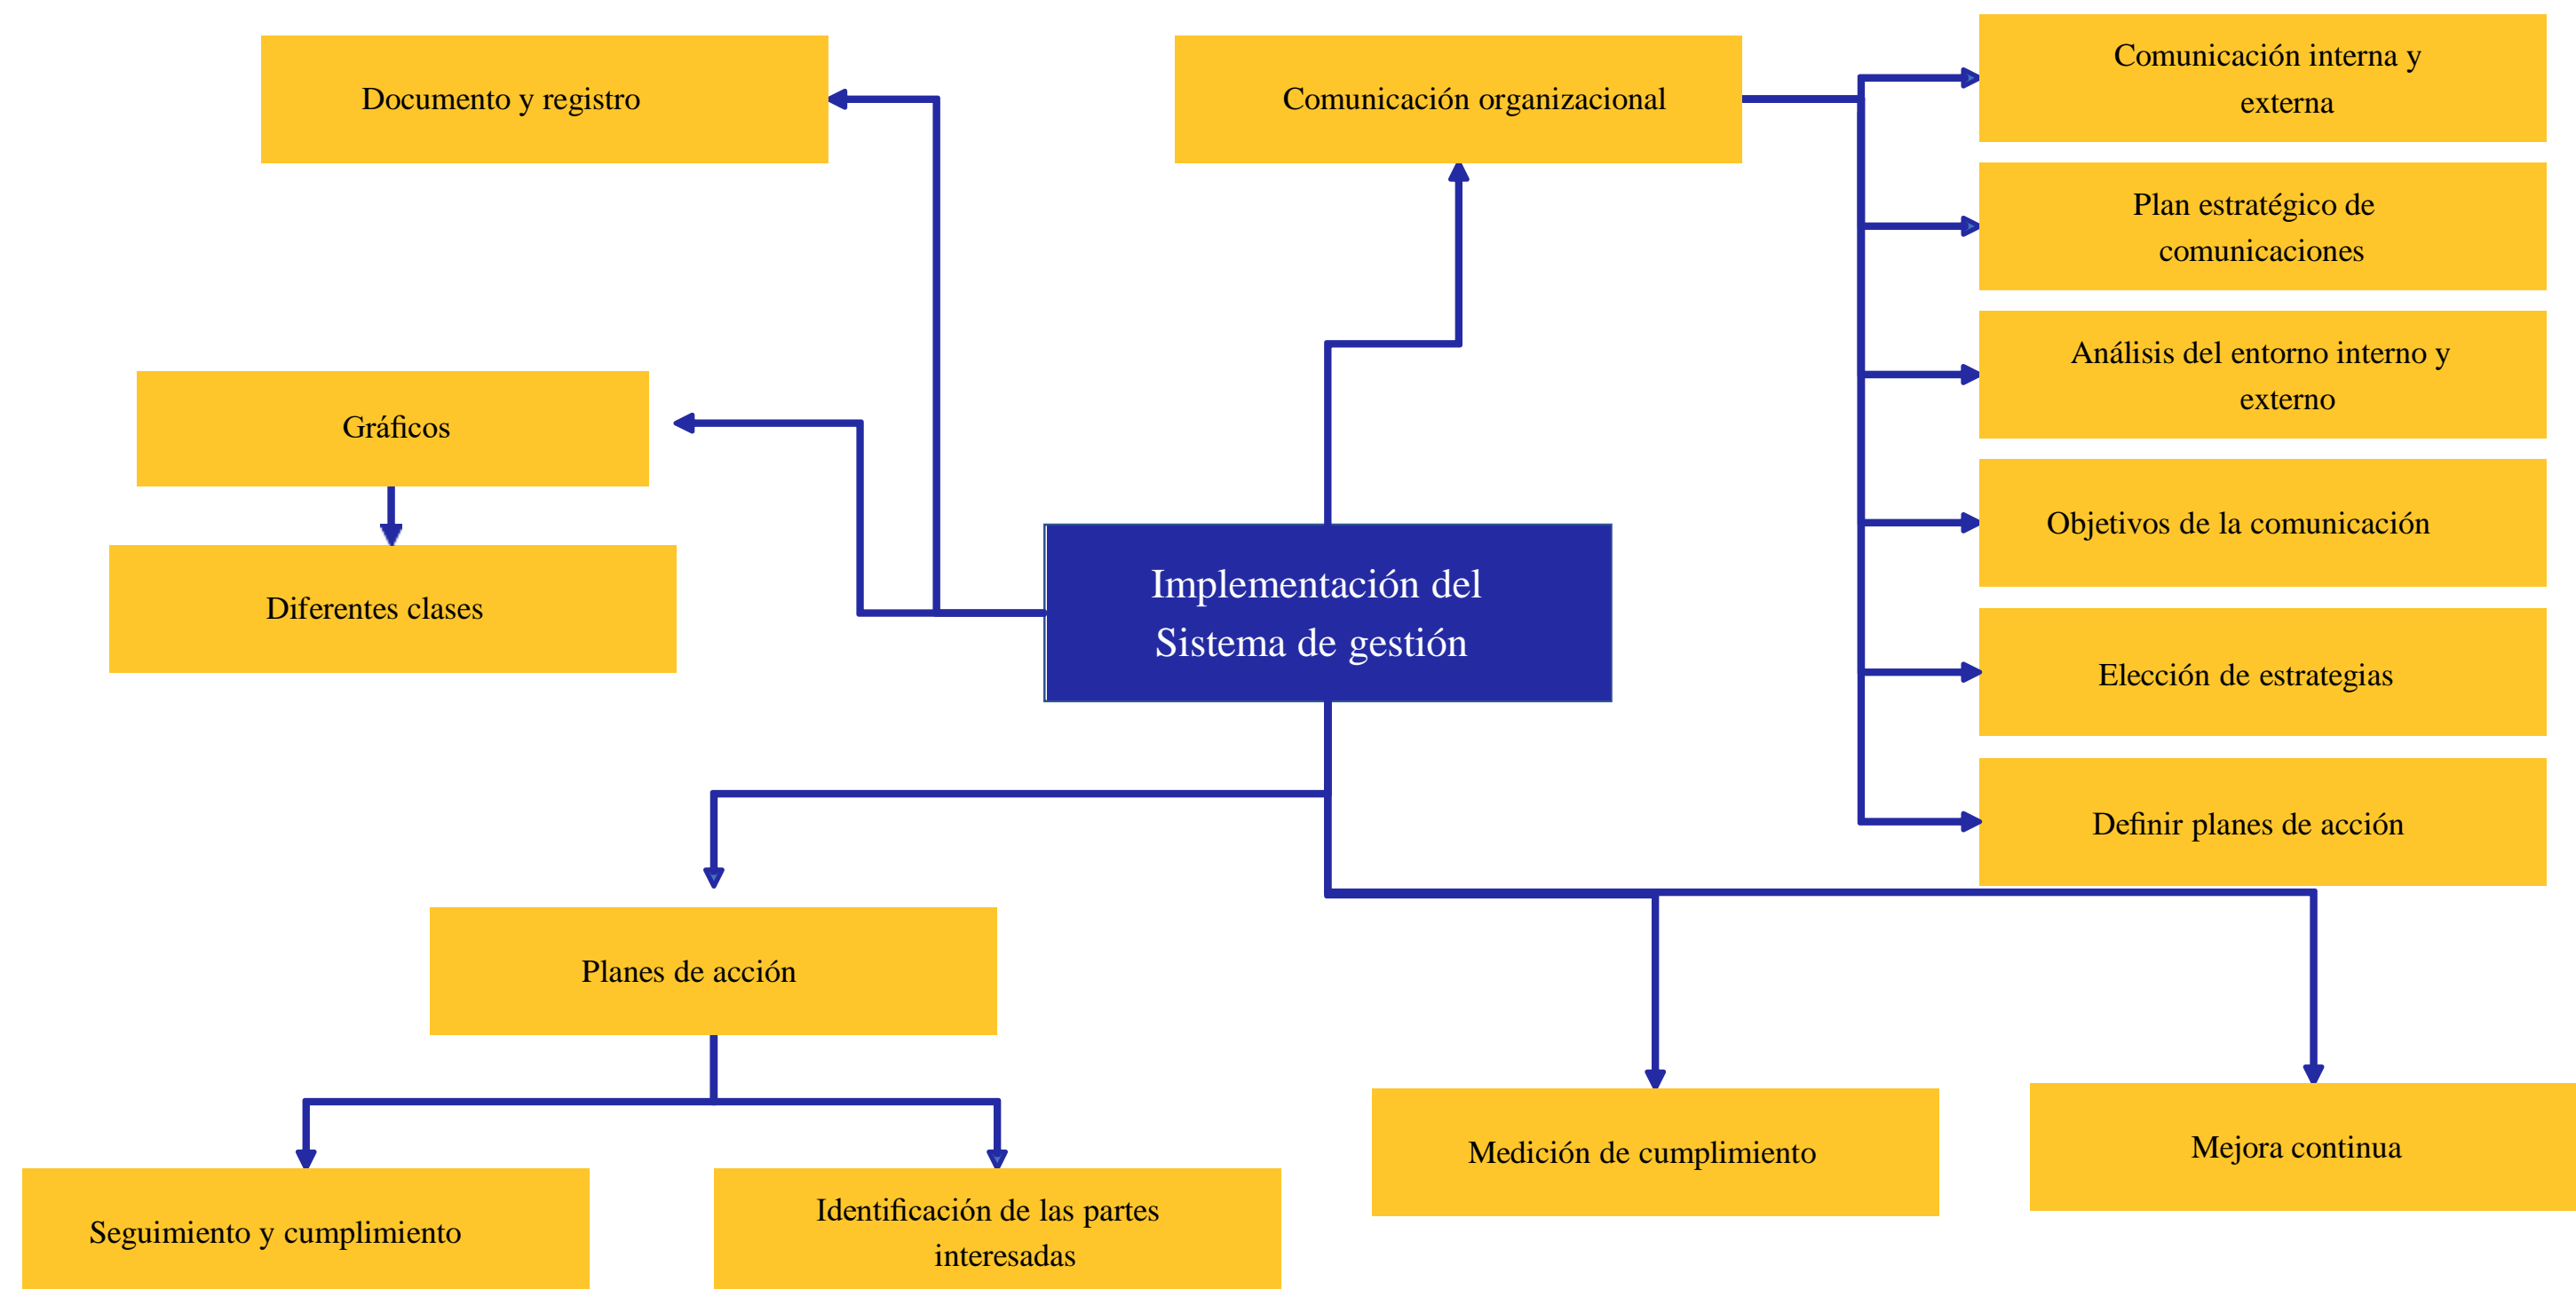 Documento y registro
Comunicación organizacional
Comunicación interna y
externa
Plan estratégico de
comunicaciones
Análisis del entorno interno y
externo
Gráficos
Objetivos de la comunicación
Diferentes clases
Implementación del
Sistema de gestión
Elección de estrategias
Definir planes de acción
Planes de acción
Medición de cumplimiento
Mejora continua
Seguimiento y cumplimiento
Identificación de las partes
interesadas